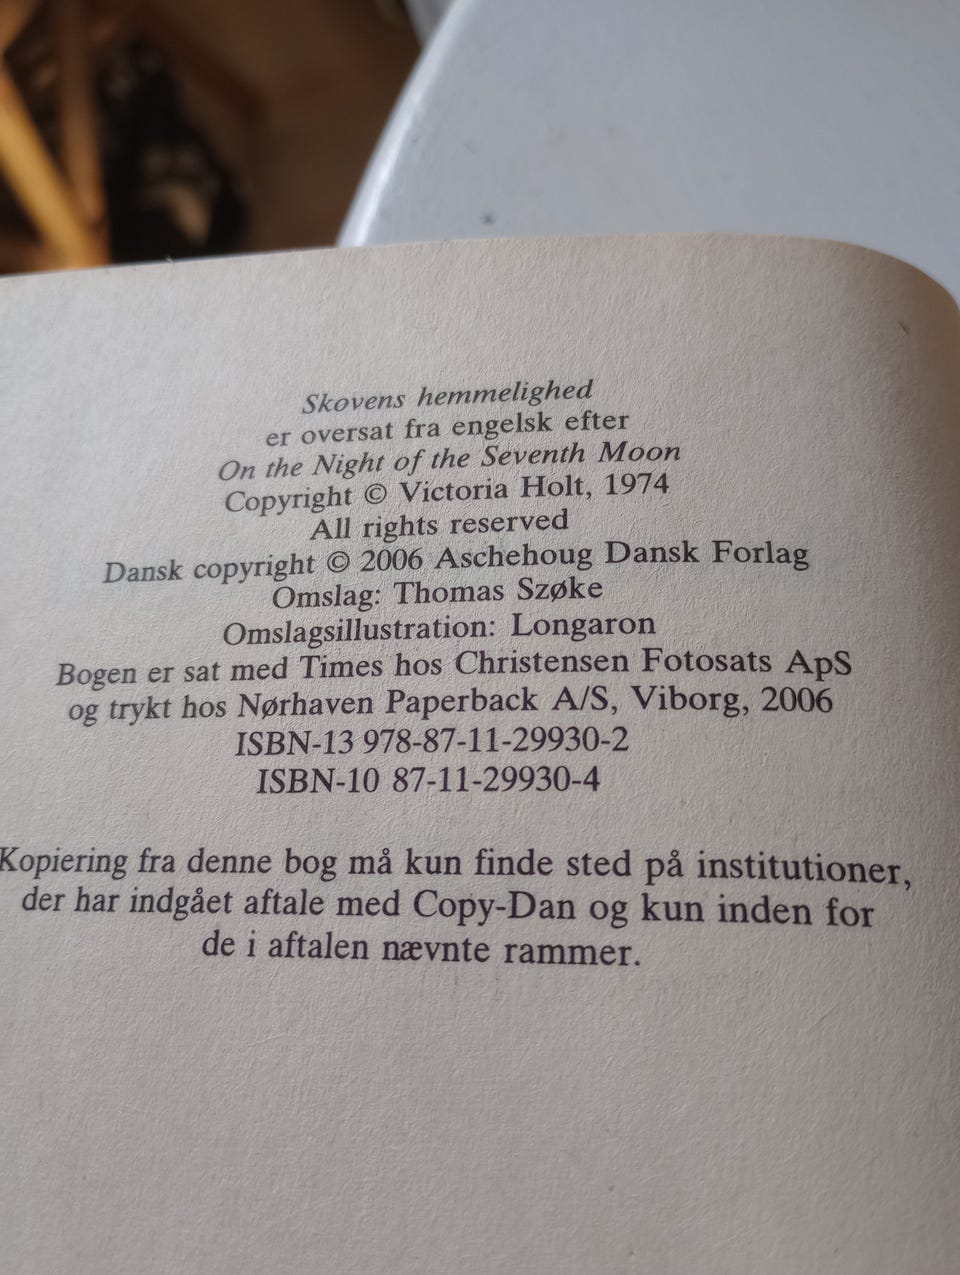 Skovens hemmelighed
er oversat fra engelsk efter
On the Night of the Seventh Moon
Copyright © Victoria Holt, 1974
All rights reserved
Dansk copyright © 2006 Aschehoug Dansk Forlag
Omslag: Thomas Szøke
Omslagsillustration: Longaron
Bogen er sat med Times hos Christensen Fotosats ApS
og trykt hos Nørhaven Paperback A/S, Viborg, 2006
ISBN-13 978-87-11-29930-2
ISBN-10 87-11-29930-4
Kopiering fra denne bog må kun finde sted på institutioner,
der har indgået aftale med Copy-Dan og kun inden for
de i aftalen nævnte rammer.